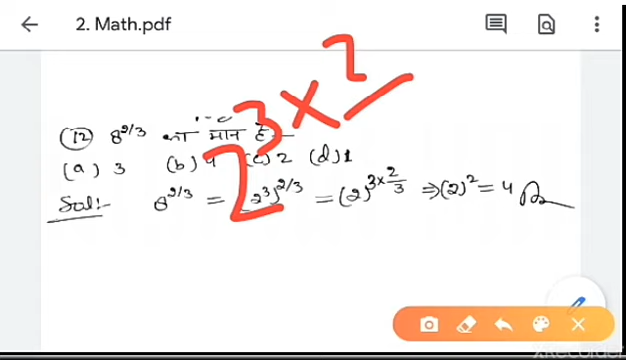 2. Math.pdf
2^3 × 2
(12) 8^2/3 का मान है
(a) 3 (b) 4 (c) 2 (d) 1
Sol:- 8^2/3 = (2^3)^2/3 = (2)^3×2/3 ⇒ (2)^2 = 4
XRecorder